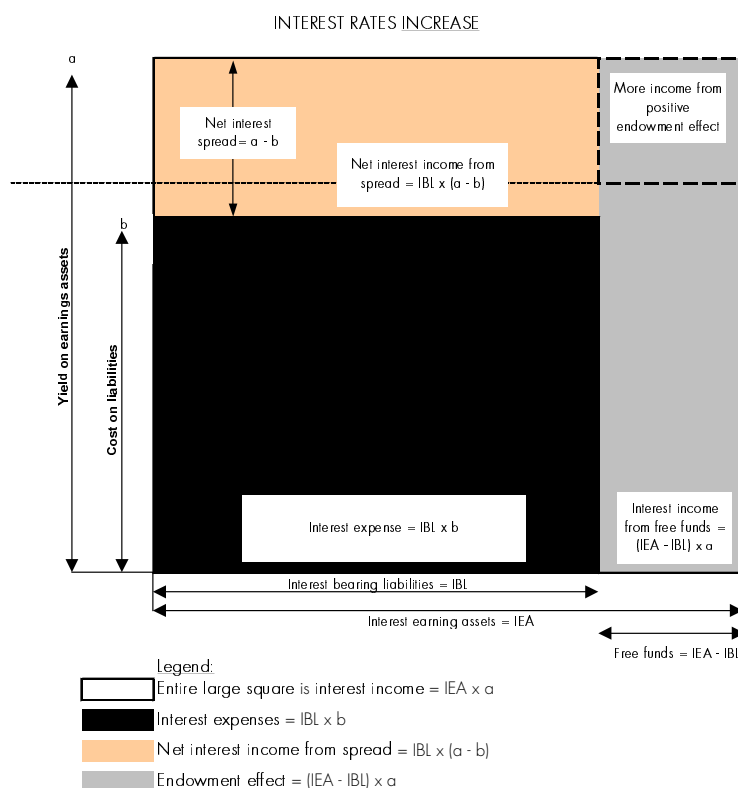 INTEREST RATES INCREASE
a
More income from
positive
endowment effect
Net interest
spread= a - b
Net interest income from
spread = IBL x (a - b)
b
Yield on earnings assets
Cost on liabilities
Interest expense = IBL x b
Interest income
from free funds =
(IEA - IBL) x a
Interest bearing liabilities = IBL
Interest earning assets = IEA
Free funds = IEA - IBL
Legend:
Entire large square is interest income = IEA x a
Interest expenses = IBL x b
Net interest income from spread = IBL x (a - b)
Endowment effect = (IEA - IBL) x a